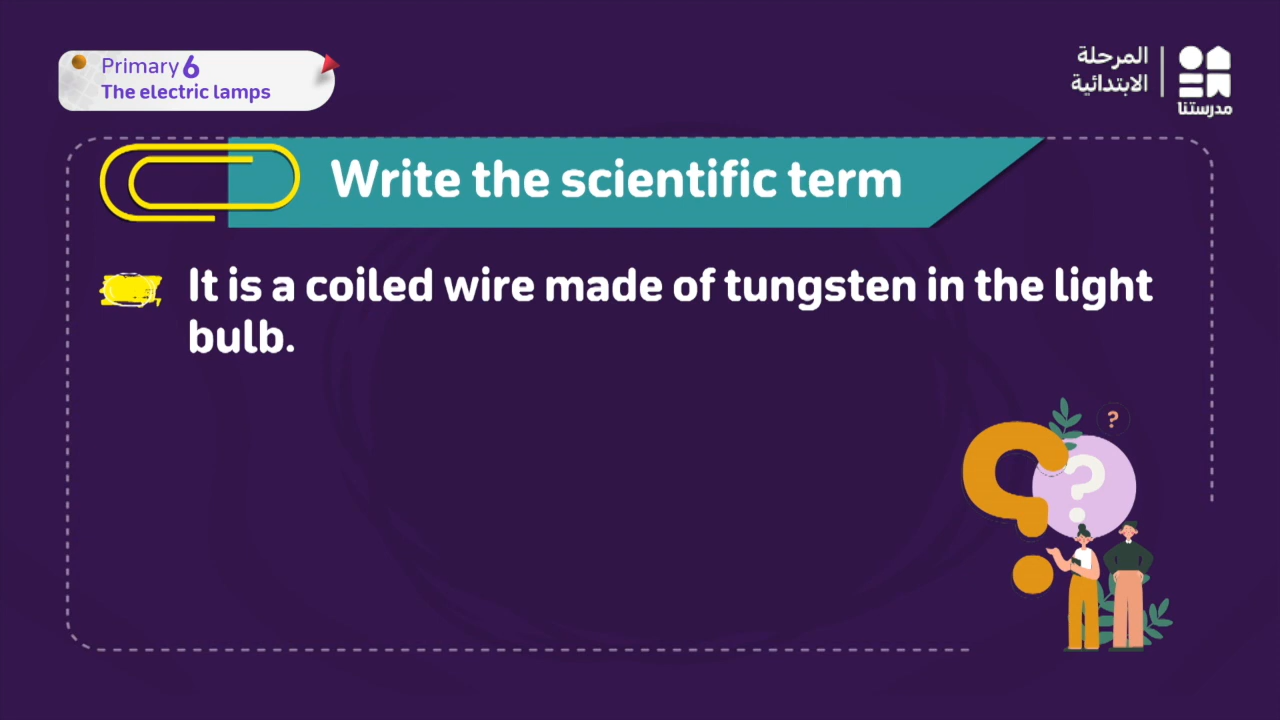 Primary 6
The electric lamps
المرحلة
الابتدائية
مدرستنا
Write the scientific term
It is a coiled wire made of tungsten in the light
bulb.
?
?
?